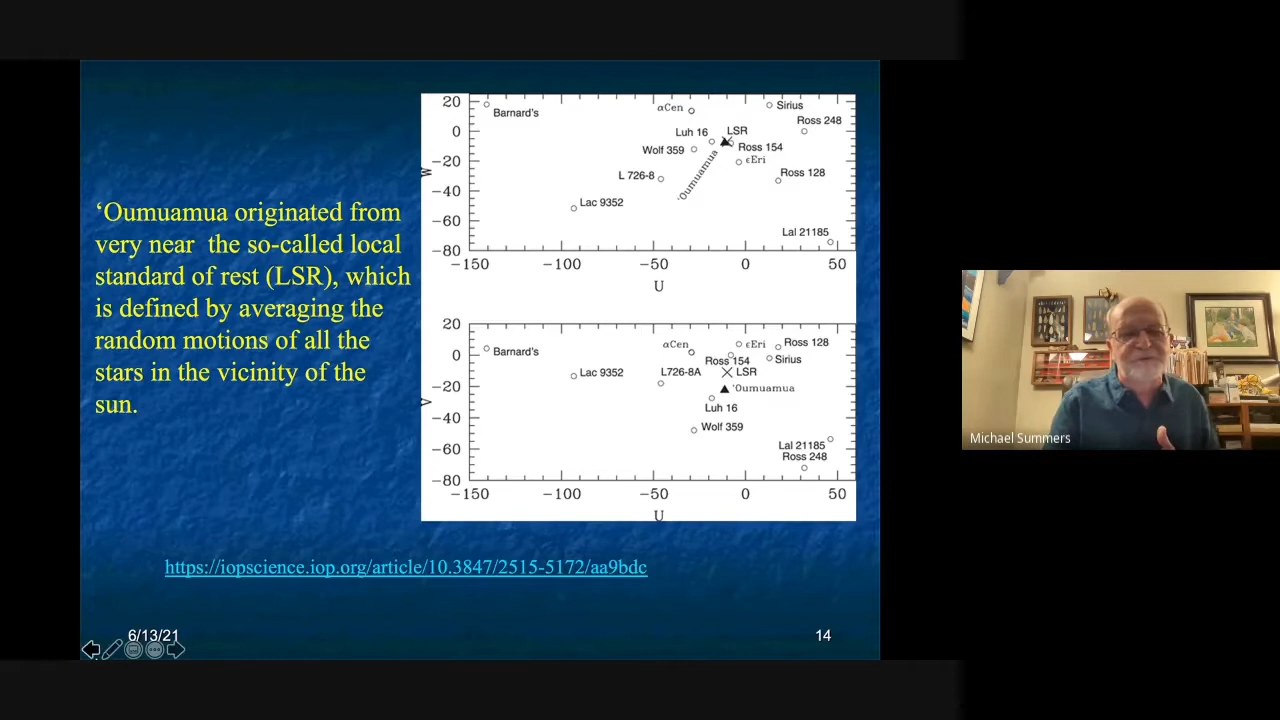 ‘Oumuamua originated from
very near the so-called local
standard of rest (LSR), which
is defined by averaging the
random motions of all the
stars in the vicinity of the
sun.
20
0
−20
−40
−60
−80
W
Barnard's
αCen
Sirius
Ross 248
Luh 16
LSR
Wolf 359
Ross 154
εEri
L 726-8
'Oumuamua
Ross 128
Lac 9352
Lal 21185
−150
−100
−50
0
50
U
20
0
−20
−40
−60
−80
V
Barnard's
αCen
εEri
Ross 128
Ross 154
Sirius
Lac 9352
L726-8A
LSR
'Oumuamua
Luh 16
Wolf 359
Lal 21185
Ross 248
−150
−100
−50
0
50
U
https://iopscience.iop.org/article/10.3847/2515-5172/aa9bdc
6/13/21
14
Michael Summers